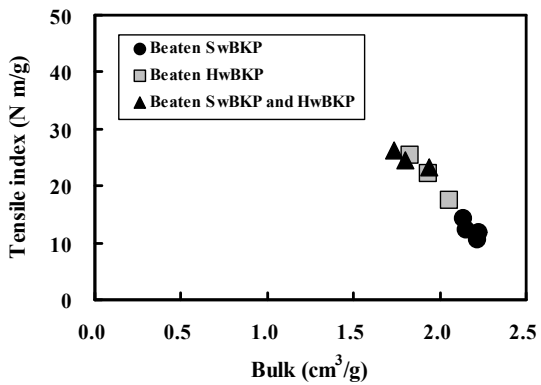 50
40
30
20
10
0
Tensile index (N m/g)
Beaten SwBKP
Beaten HwBKP
Beaten SwBKP and HwBKP
0.0 0.5 1.0 1.5 2.0 2.5
Bulk (cm³/g)